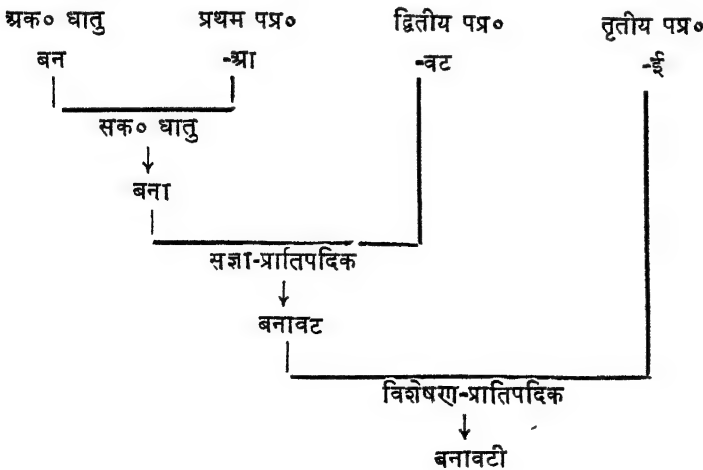 अक० धातु प्रथम पप्र० द्वितीय पप्र० तृतीय पप्र०
बन -आ -वट -ई
सक० धातु
↓
बना
सज्ञा-प्रातिपदिक
↓
बनावट
विशेषण-प्रातिपदिक
↓
बनावटी